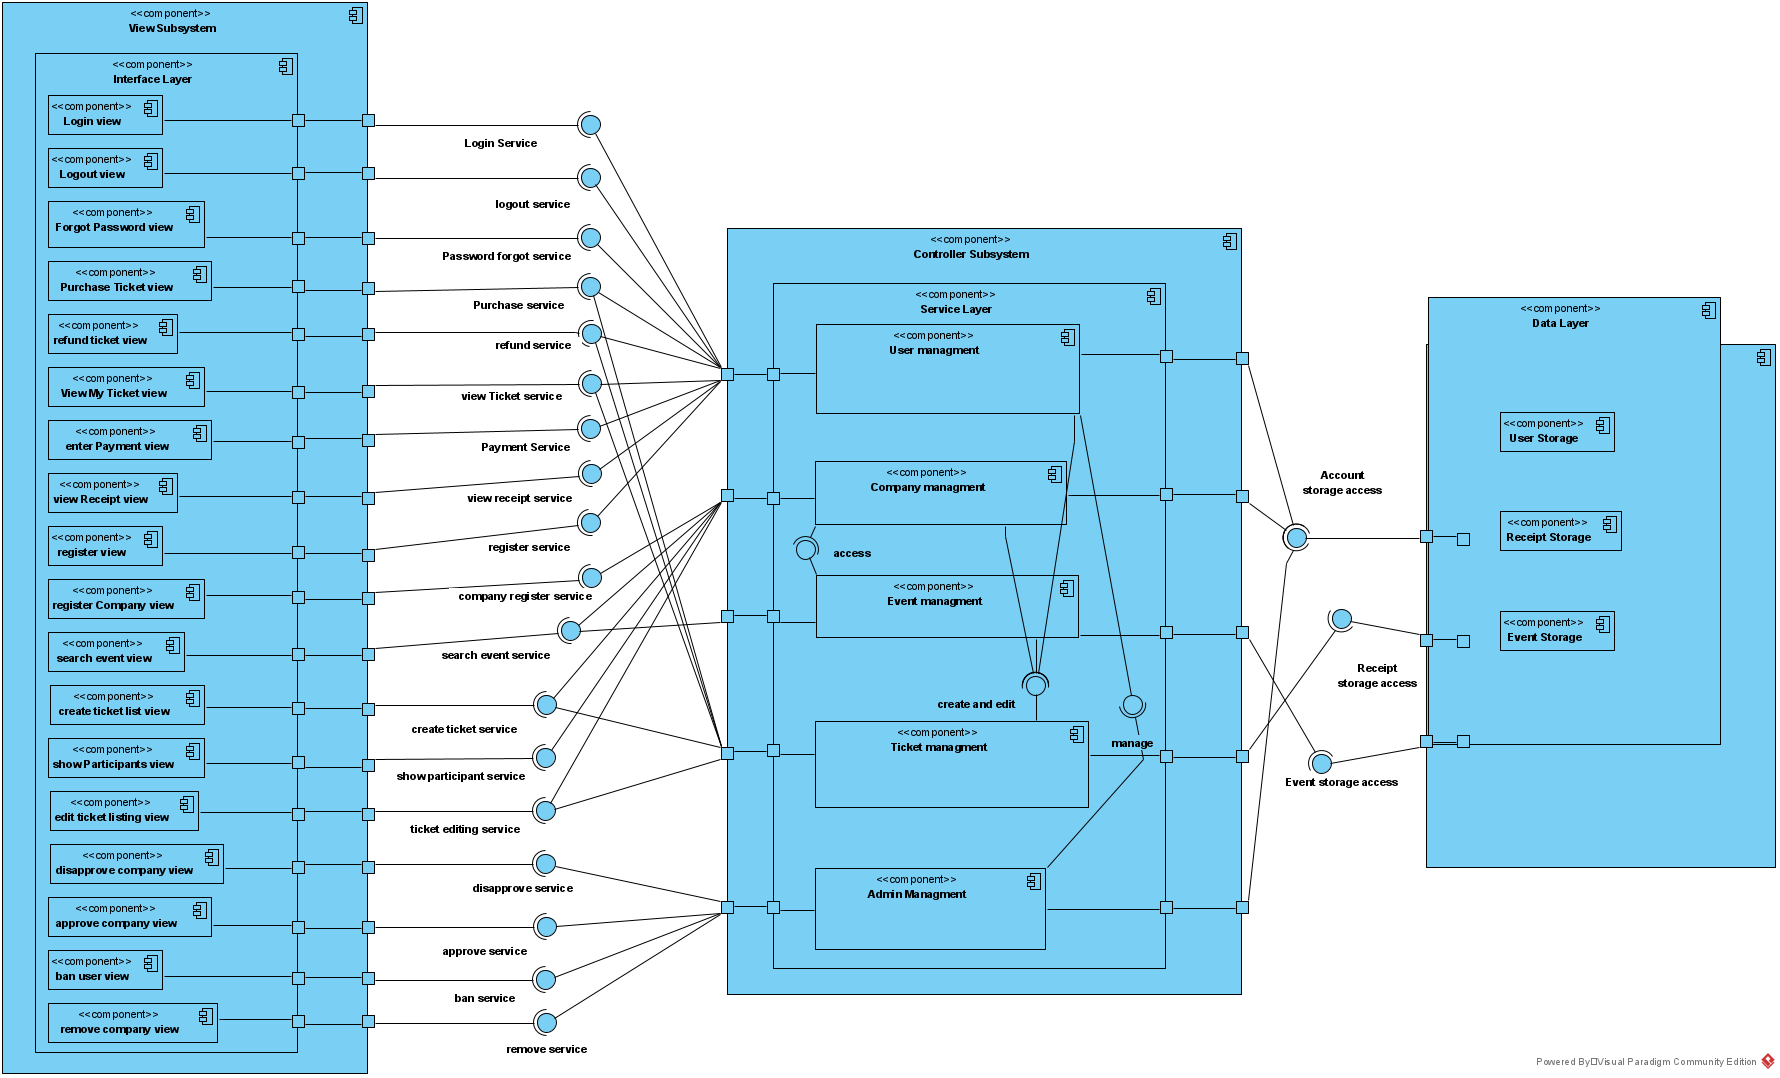 <<component>>
View Subsystem
<<component>>
Interface Layer
<<component>>
Login view
<<component>>
Logout view
<<component>>
Forgot Password view
<<component>>
Purchase Ticket view
<<component>>
refund ticket view
<<component>>
View My Ticket view
<<component>>
enter Payment view
<<component>>
view Receipt view
<<component>>
register view
<<component>>
register Company view
<<component>>
search event view
<<component>>
create ticket list view
<<component>>
show Participants view
<<component>>
edit ticket listing view
<<component>>
disapprove company view
<<component>>
approve company view
<<component>>
ban user view
<<component>>
remove company view
Login Service
logout service
Password forgot service
Purchase service
refund service
view Ticket service
Payment Service
view receipt service
register service
company register service
search event service
create ticket service
show participant service
ticket editing service
disapprove service
approve service
ban service
remove service
<<component>>
Controller Subsystem
<<component>>
Service Layer
<<component>>
User managment
<<component>>
Company managment
access
<<component>>
Event managment
create and edit
<<component>>
Ticket managment
manage
<<component>>
Admin Managment
Account
storage access
Receipt
storage access
Event storage access
<<component>>
Data Layer
<<component>>
User Storage
<<component>>
Receipt Storage
<<component>>
Event Storage
Powered By Visual Paradigm Community Edition